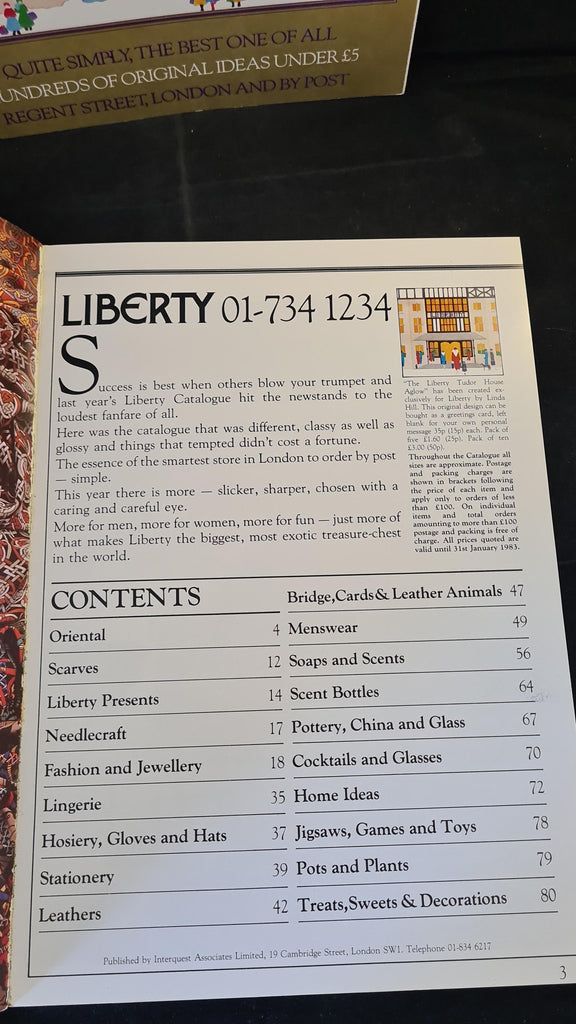 QUITE SIMPLY, THE BEST ONE OF ALL
UNDREDS OF ORIGINAL IDEAS UNDER £5
REGENT STREET, LONDON AND BY POST
LIBERTY 01-734 1234
Success is best when others blow your trumpet and
last year's Liberty Catalogue hit the newstands to the
loudest fanfare of all.
Here was the catalogue that was different, classy as well as
glossy and things that tempted didn't cost a fortune.
The essence of the smartest store in London to order by post
— simple.
This year there is more — slicker, sharper, chosen with a
caring and careful eye.
More for men, more for women, more for fun — just more of
what makes Liberty the biggest, most exotic treasure-chest
in the world.
LIBERTY
"The Liberty Tudor House
Aglow" has been created ex-
clusively for Liberty by Linda
Hill. This original design can be
bought as a greetings card, left
blank for your own personal
message 35p (15p) each. Pack of
five £1.60 (25p). Pack of ten
£3.00 (50p).
Throughout the Catalogue all
sizes are approximate. Postage
and packing charges are
shown in brackets following
the price of each item and
apply only to orders of less
than £100. On individual
items and total orders
amounting to more than £100
postage and packing is free of
charge. All prices quoted are
valid until 31st January 1983.
CONTENTS
Oriental 4
Scarves 12
Liberty Presents 14
Needlecraft 17
Fashion and Jewellery 18
Lingerie 35
Hosiery, Gloves and Hats 37
Stationery 39
Leathers 42
Bridge,Cards & Leather Animals 47
Menswear 49
Soaps and Scents 56
Scent Bottles 64
Pottery, China and Glass 67
Cocktails and Glasses 70
Home Ideas 72
Jigsaws, Games and Toys 78
Pots and Plants 79
Treats,Sweets & Decorations 80
Published by Interquest Associates Limited, 19 Cambridge Street, London SW1. Telephone 01-834 6217
3